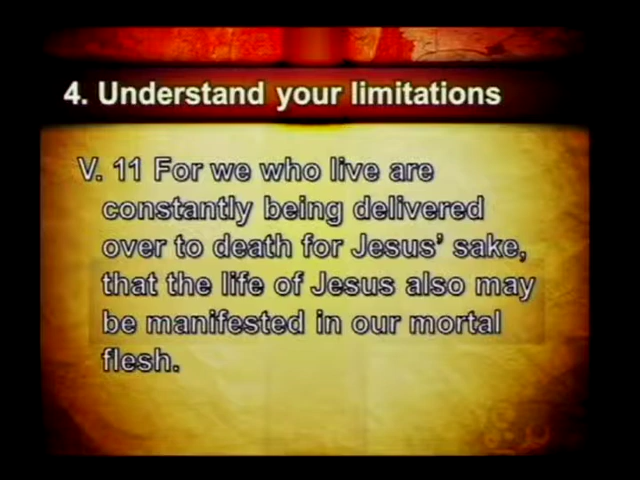 4. Understand your limitations
V. 11 For we who live are
constantly being delivered
over to death for Jesus' sake,
that the life of Jesus also may
be manifested in our mortal
flesh.